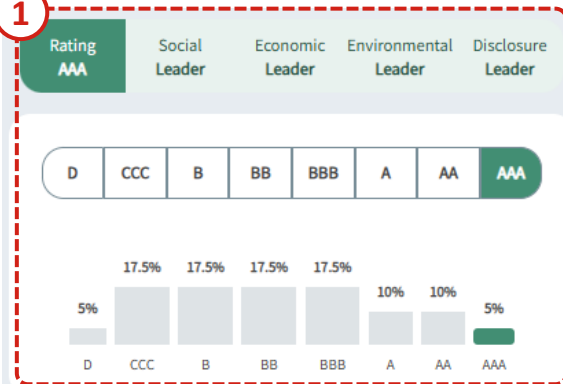 1
Rating Social Economic Environmental Disclosure
AAA Leader Leader Leader Leader
D CCC B BB BBB A AA AAA
17.5% 17.5% 17.5% 17.5%
10% 10%
5% 5%
D CCC B BB BBB A AA AAA